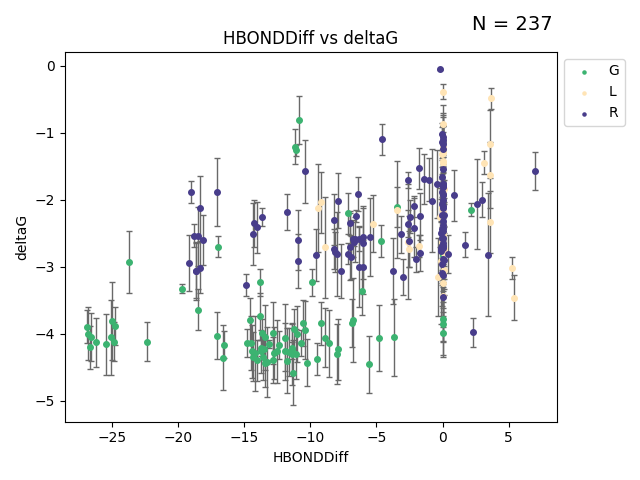 N = 237
HBONDDiff vs deltaG
G
L
R
deltaG
0
−1
−2
−3
−4
−5
−25
−20
−15
−10
−5
0
5
HBONDDiff